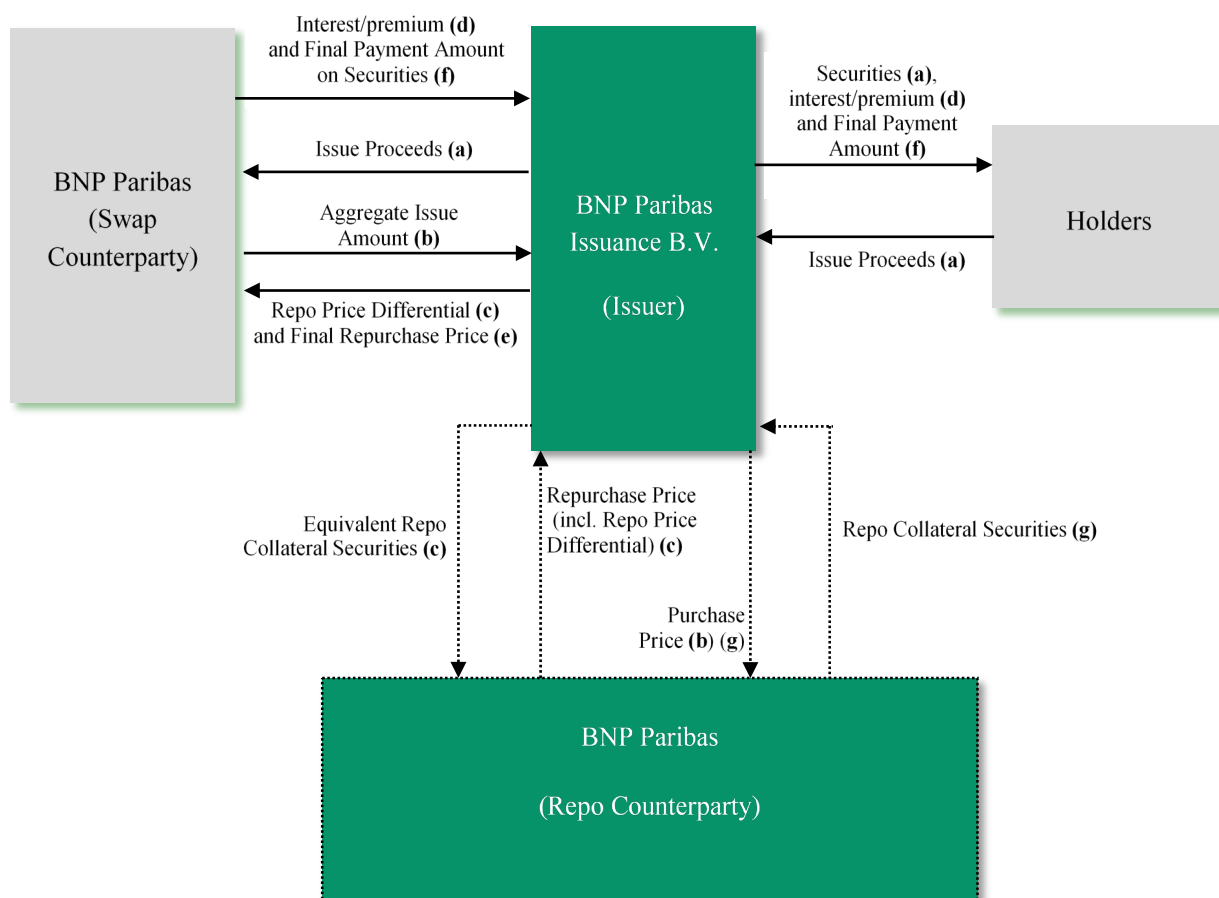 Interest/premium (d)
and Final Payment Amount
on Securities (f)
Issue Proceeds (a)
Aggregate Issue
Amount (b)
Repo Price Differential (c)
and Final Repurchase Price (e)
BNP Paribas
(Swap
Counterparty)
BNP Paribas
Issuance B.V.
(Issuer)
Securities (a),
interest/premium (d)
and Final Payment
Amount (f)
Issue Proceeds (a)
Holders
Equivalent Repo
Collateral Securities (c)
Repurchase Price
(incl. Repo Price
Differential) (c)
Purchase
Price (b) (g)
Repo Collateral Securities (g)
BNP Paribas
(Repo Counterparty)